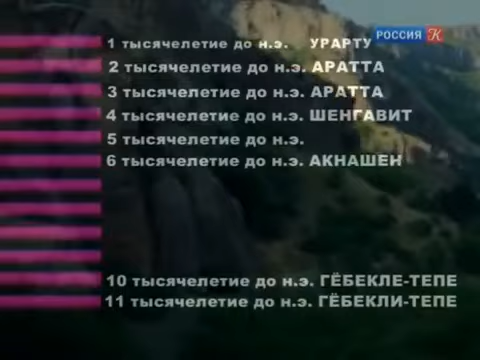 РОССИЯ К
1 тысячелетие до н.э. УРАРТУ
2 тысячелетие до н.э. АРАТТА
3 тысячелетие до н.э. АРАТТА
4 тысячелетие до н.э. ШЕНГАВИТ
5 тысячелетие до н.э.
6 тысячелетие до н.э. АКНАШЕН
10 тысячелетие до н.э. ГЁБЕКЛЕ-ТЕПЕ
11 тысячелетие до н.э. ГЁБЕКЛИ-ТЕПЕ